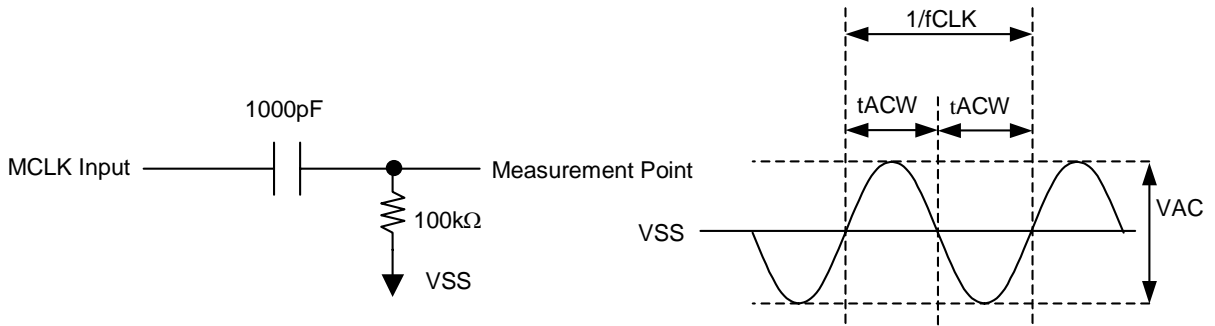 1000pF
MCLK Input
Measurement Point
100kΩ
VSS
1/fCLK
tACW
tACW
VSS
VAC